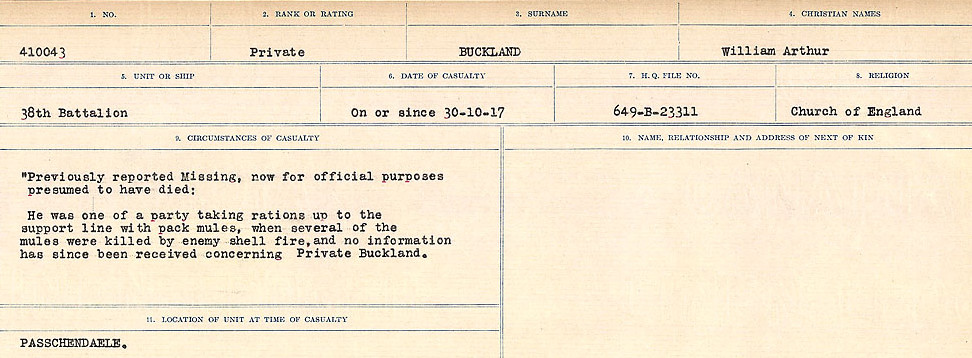 1. NO.
2. RANK OR RATING
3. SURNAME
4. CHRISTIAN NAMES
410043
Private
BUCKLAND
William Arthur
5. UNIT OR SHIP
6. DATE OF CASUALTY
7. H. Q. FILE NO.
8. RELIGION
38th Battalion
On or since 30-10-17
649-B-23311
Church of England
9. CIRCUMSTANCES OF CASUALTY
10. NAME, RELATIONSHIP AND ADDRESS OF NEXT OF KIN
"Previously reported Missing, now for official purposes
presumed to have died:
He was one of a party taking rations up to the
support line with pack mules, when several of the
mules were killed by enemy shell fire,and no information
has since been received concerning Private Buckland.
11. LOCATION OF UNIT AT TIME OF CASUALTY
PASSCHENDAELE.